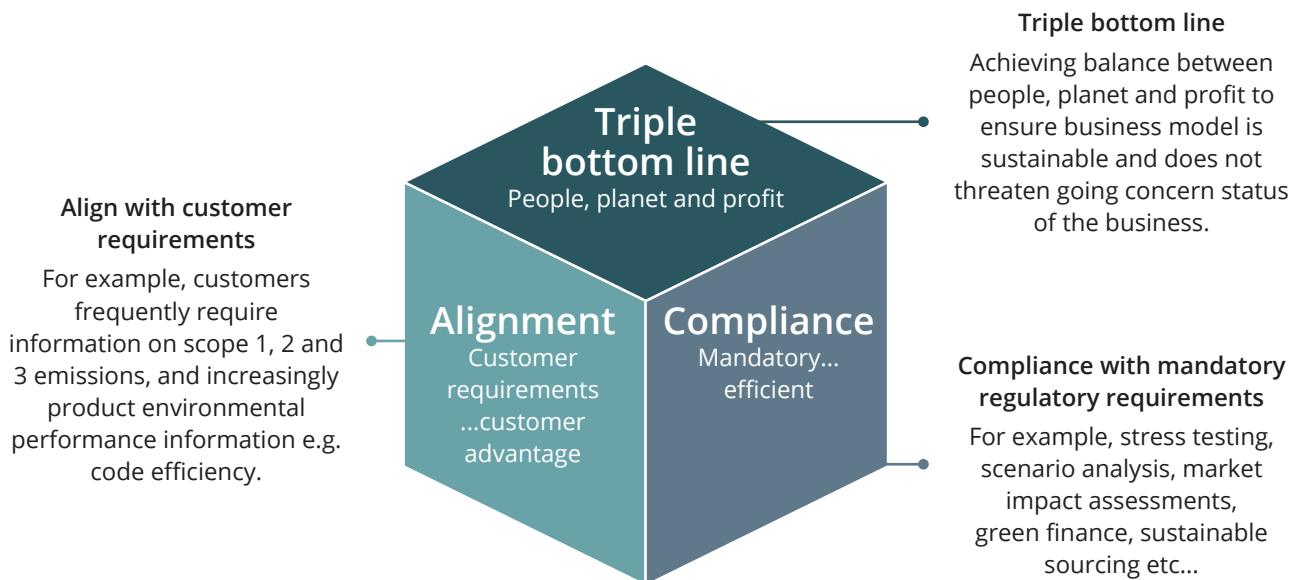 Triple bottom line
Achieving balance between
people, planet and profit to
ensure business model is
sustainable and does not
threaten going concern status
of the business.
Triple
bottom line
People, planet and profit
Align with customer
requirements
For example, customers
frequently require
information on scope 1, 2 and
3 emissions, and increasingly
product environmental
performance information e.g.
code efficiency.
Alignment
Customer
requirements
...customer
advantage
Compliance
Mandatory...
efficient
Compliance with mandatory
regulatory requirements
For example, stress testing,
scenario analysis, market
impact assessments,
green finance, sustainable
sourcing etc...